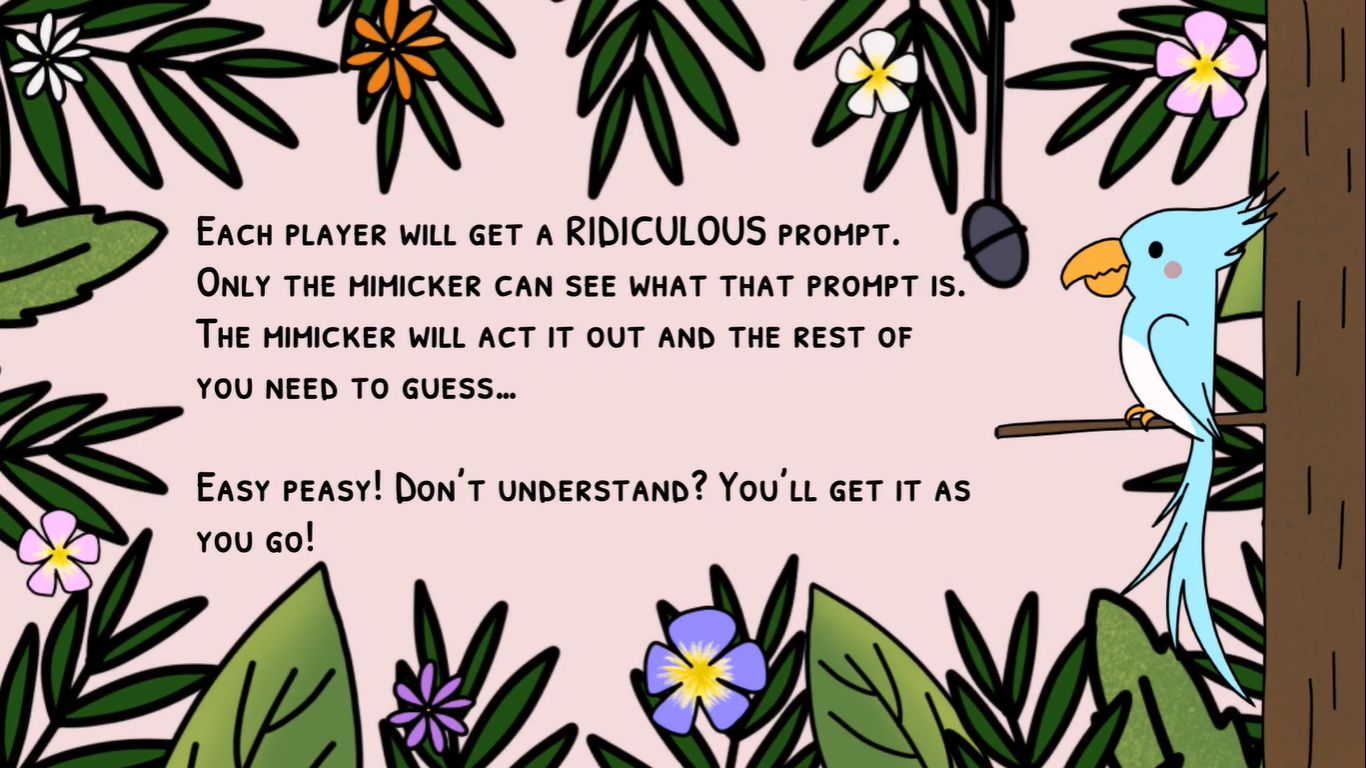 Each player will get a RIDICULOUS prompt.
Only the mimicker can see what that prompt is.
The mimicker will act it out and the rest of
you need to guess...
Easy peasy! Don't understand? You'll get it as
you go!